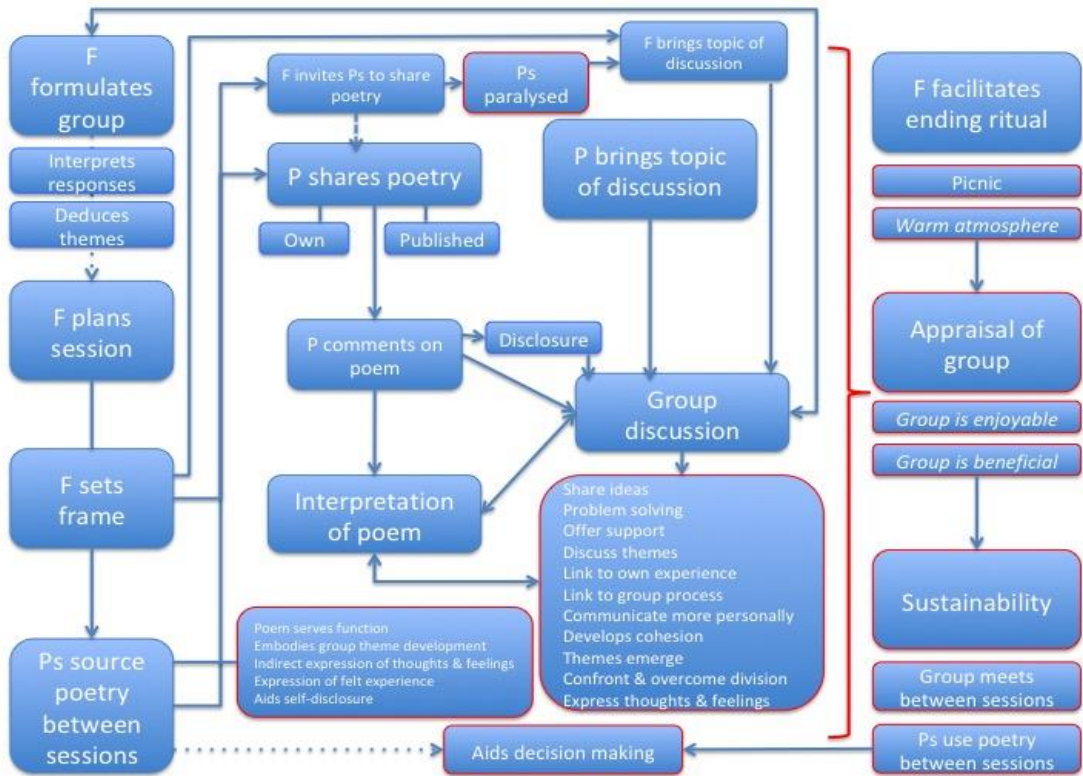 F
formulates
group
Interprets
responses
Deduces
themes
F plans
session
F sets
frame
Ps source
poetry
between
sessions
F invites Ps to share
poetry
Ps
paralysed
F brings topic of
discussion
P shares poetry
Own
Published
P brings topic
of discussion
P comments on
poem
Disclosure
Group
discussion
Interpretation
of poem
Share ideas
Problem solving
Offer support
Discuss themes
Link to own experience
Link to group process
Communicate more personally
Develops cohesion
Themes emerge
Confront & overcome division
Express thoughts & feelings
Poem serves function
Embodies group theme development
Indirect expression of thoughts & feelings
Expression of felt experience
Aids self-disclosure
Aids decision making
F facilitates
ending ritual
Picnic
Warm atmosphere
Appraisal of
group
Group is enjoyable
Group is beneficial
Sustainability
Group meets
between sessions
Ps use poetry
between sessions